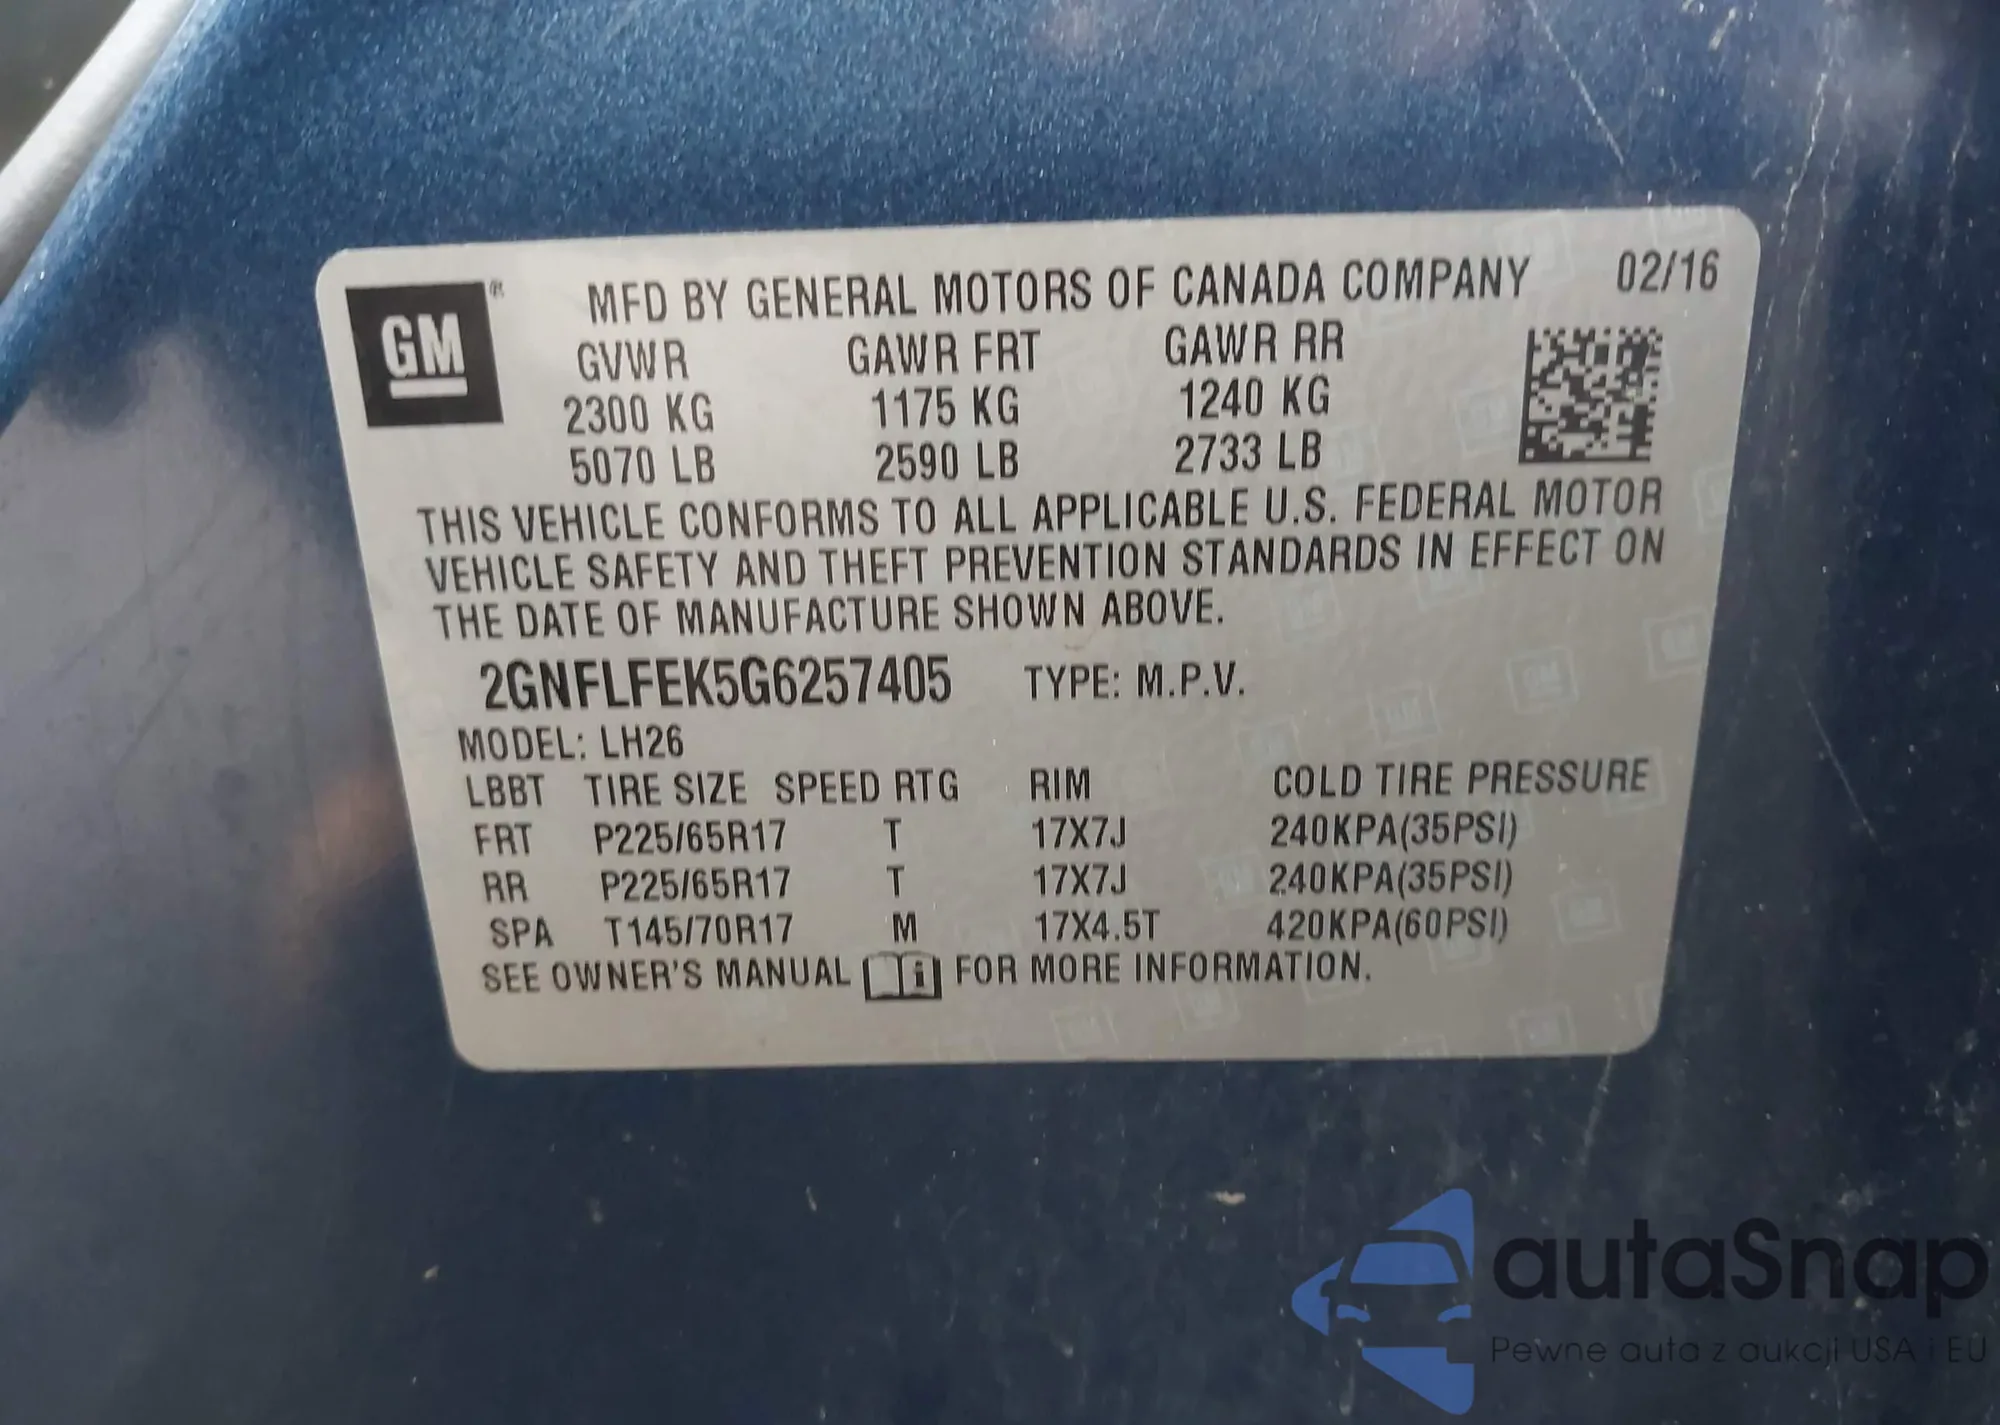 GM ® MFD BY GENERAL MOTORS OF CANADA COMPANY 02/16
GVWR GAWR FRT GAWR RR
2300 KG 1175 KG 1240 KG
5070 LB 2590 LB 2733 LB
THIS VEHICLE CONFORMS TO ALL APPLICABLE U.S. FEDERAL MOTOR
VEHICLE SAFETY AND THEFT PREVENTION STANDARDS IN EFFECT ON
THE DATE OF MANUFACTURE SHOWN ABOVE.
2GNFLFEK5G6257405 TYPE: M.P.V.
MODEL: LH26
LBBT TIRE SIZE SPEED RTG RIM COLD TIRE PRESSURE
FRT P225/65R17 T 17X7J 240KPA(35PSI)
RR P225/65R17 T 17X7J 240KPA(35PSI)
SPA T145/70R17 M 17X4.5T 420KPA(60PSI)
SEE OWNER'S MANUAL i FOR MORE INFORMATION.
autaSnap
Pewne auta z aukcji USA i EU